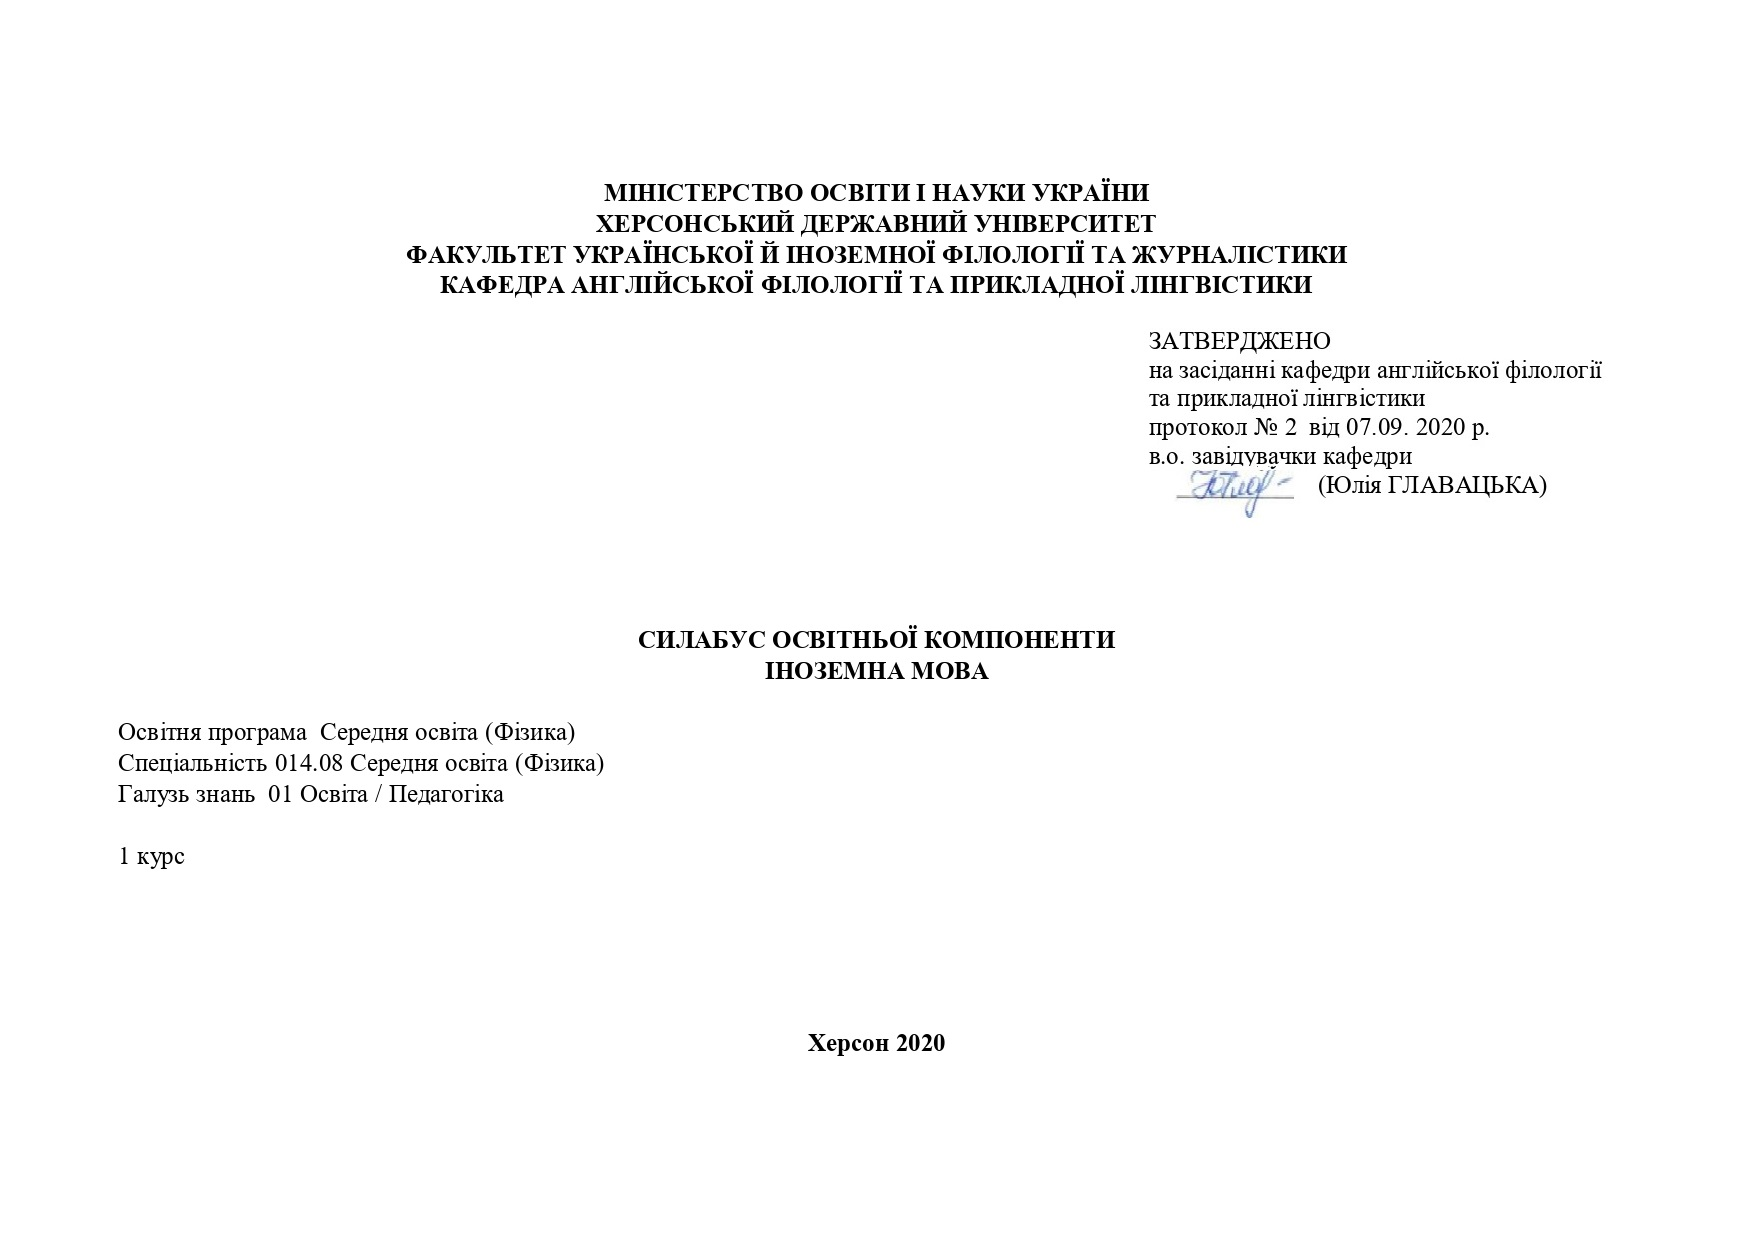 МІНІСТЕРСТВО ОСВІТИ І НАУКИ УКРАЇНИ
ХЕРСОНСЬКИЙ ДЕРЖАВНИЙ УНІВЕРСИТЕТ
ФАКУЛЬТЕТ УКРАЇНСЬКОЇ Й ІНОЗЕМНОЇ ФІЛОЛОГІЇ ТА ЖУРНАЛІСТИКИ
КАФЕДРА АНГЛІЙСЬКОЇ ФІЛОЛОГІЇ ТА ПРИКЛАДНОЇ ЛІНГВІСТИКИ
ЗАТВЕРДЖЕНО
на засіданні кафедри англійської філології
та прикладної лінгвістики
протокол № 2 від 07.09. 2020 р.
в.о. завідувачки кафедри
(Юлія ГЛАВАЦЬКА)
СИЛАБУС ОСВІТНЬОЇ КОМПОНЕНТИ
ІНОЗЕМНА МОВА
Освітня програма Середня освіта (Фізика)
Спеціальність 014.08 Середня освіта (Фізика)
Галузь знань 01 Освіта / Педагогіка
1 курс
Херсон 2020